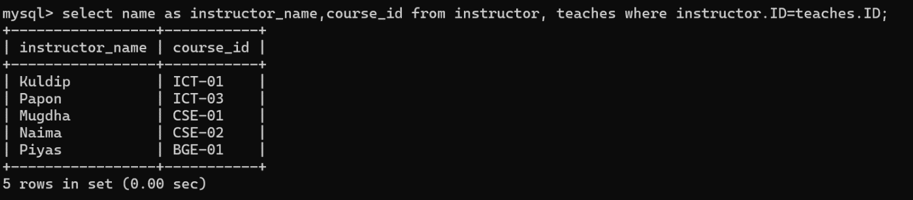 mysql> select name as instructor_name,course_id from instructor, teaches where instructor.ID=teaches.ID;
+-----------------+-----------+
| instructor_name | course_id |
+-----------------+-----------+
| Kuldip          | ICT-01    |
| Papon           | ICT-03    |
| Mugdha          | CSE-01    |
| Naima           | CSE-02    |
| Piyas           | BGE-01    |
+-----------------+-----------+
5 rows in set (0.00 sec)